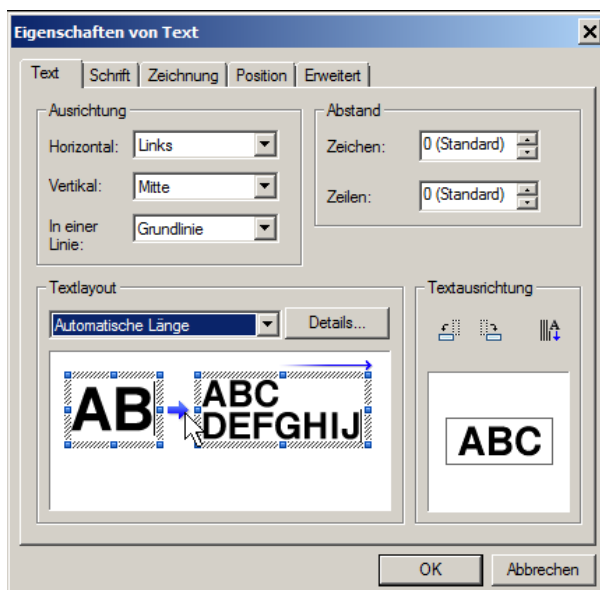 Eigenschaften von Text
Text Schrift Zeichnung Position Erweitert
Ausrichtung
Horizontal: Links
Vertikal: Mitte
In einer Linie: Grundlinie
Abstand
Zeichen: 0 (Standard)
Zeilen: 0 (Standard)
Textlayout
Automatische Länge Details...
AB ABC
DEFGHIJ
Textausrichtung
A
ABC
OK Abbrechen